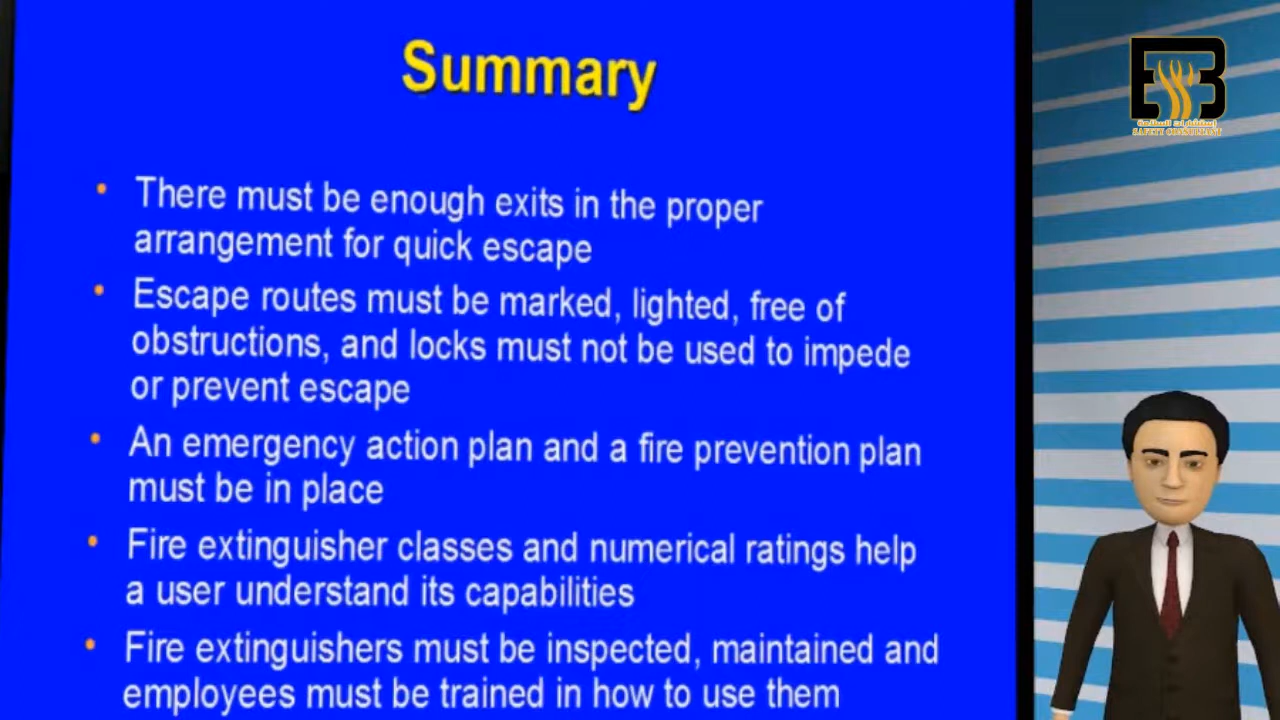 Summary
• There must be enough exits in the proper
arrangement for quick escape
• Escape routes must be marked, lighted, free of
obstructions, and locks must not be used to impede
or prevent escape
• An emergency action plan and a fire prevention plan
must be in place
• Fire extinguisher classes and numerical ratings help
a user understand its capabilities
• Fire extinguishers must be inspected, maintained and
employees must be trained in how to use them
SAFETY CONSULTANT